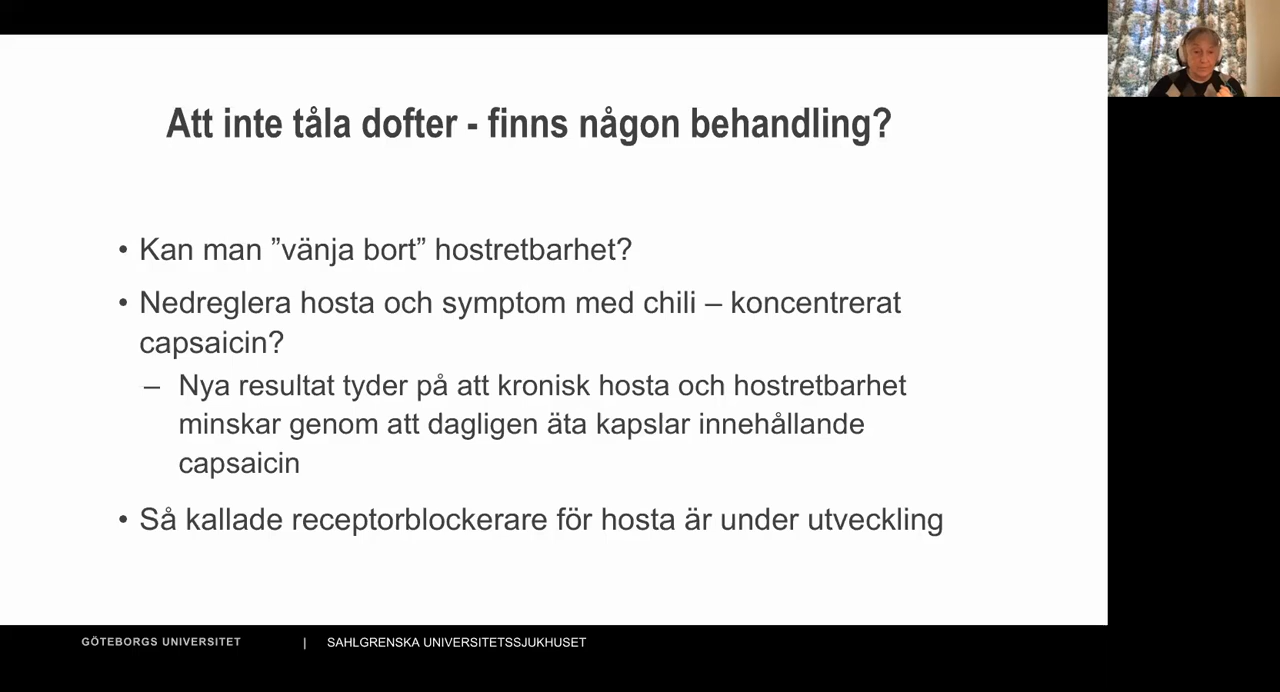 Att inte tåla dofter - finns någon behandling?
• Kan man ”vänja bort” hostretbarhet?
• Nedreglera hosta och symptom med chili – koncentrerat
capsaicin?
– Nya resultat tyder på att kronisk hosta och hostretbarhet
minskar genom att dagligen äta kapslar innehållande
capsaicin
• Så kallade receptorblockerare för hosta är under utveckling
GÖTEBORGS UNIVERSITET | SAHLGRENSKA UNIVERSITETSSJUKHUSET